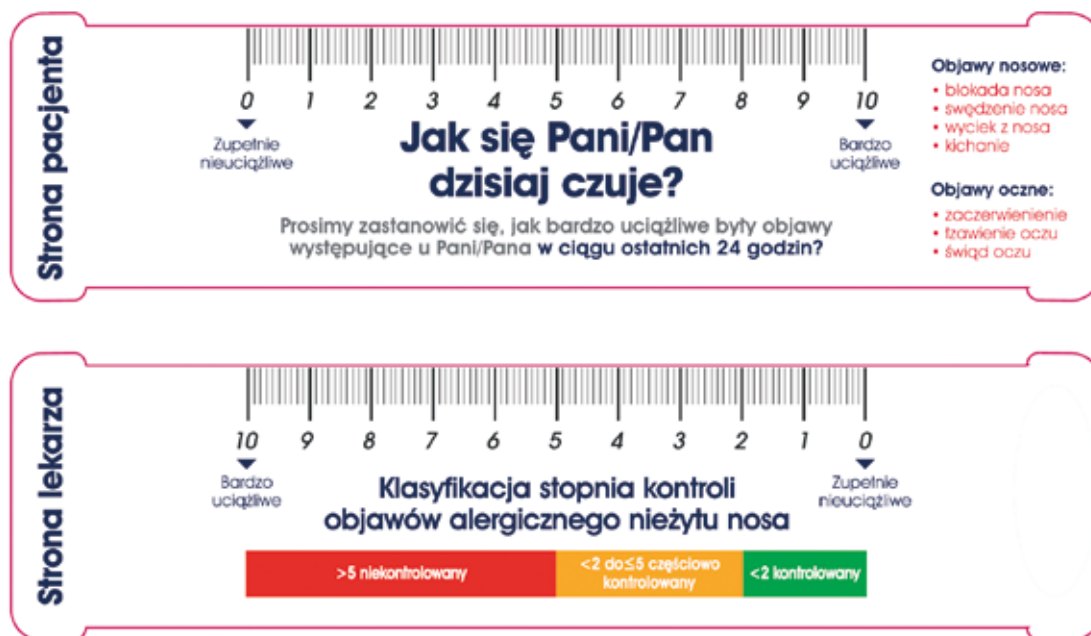 Strona pacjenta
0 1 2 3 4 5 6 7 8 9 10
Zupełnie
nieuciążliwe
Bardzo
uciążliwe
Jak się Pani/Pan
dzisiaj czuje?
Prosimy zastanowić się, jak bardzo uciążliwe były objawy
występujące u Pani/Pana w ciągu ostatnich 24 godzin?
Objawy nosowe:
• blokada nosa
• swędzenie nosa
• wyciek z nosa
• kichanie
Objawy oczne:
• zaczerwienienie
• łzawienie oczu
• świąd oczu
Strona lekarza
10 9 8 7 6 5 4 3 2 1 0
Bardzo
uciążliwe
Zupełnie
nieuciążliwe
Klasyfikacja stopnia kontroli
objawów alergicznego nieżytu nosa
>5 niekontrolowany
<2 do≤5 częściowo
kontrolowany
<2 kontrolowany